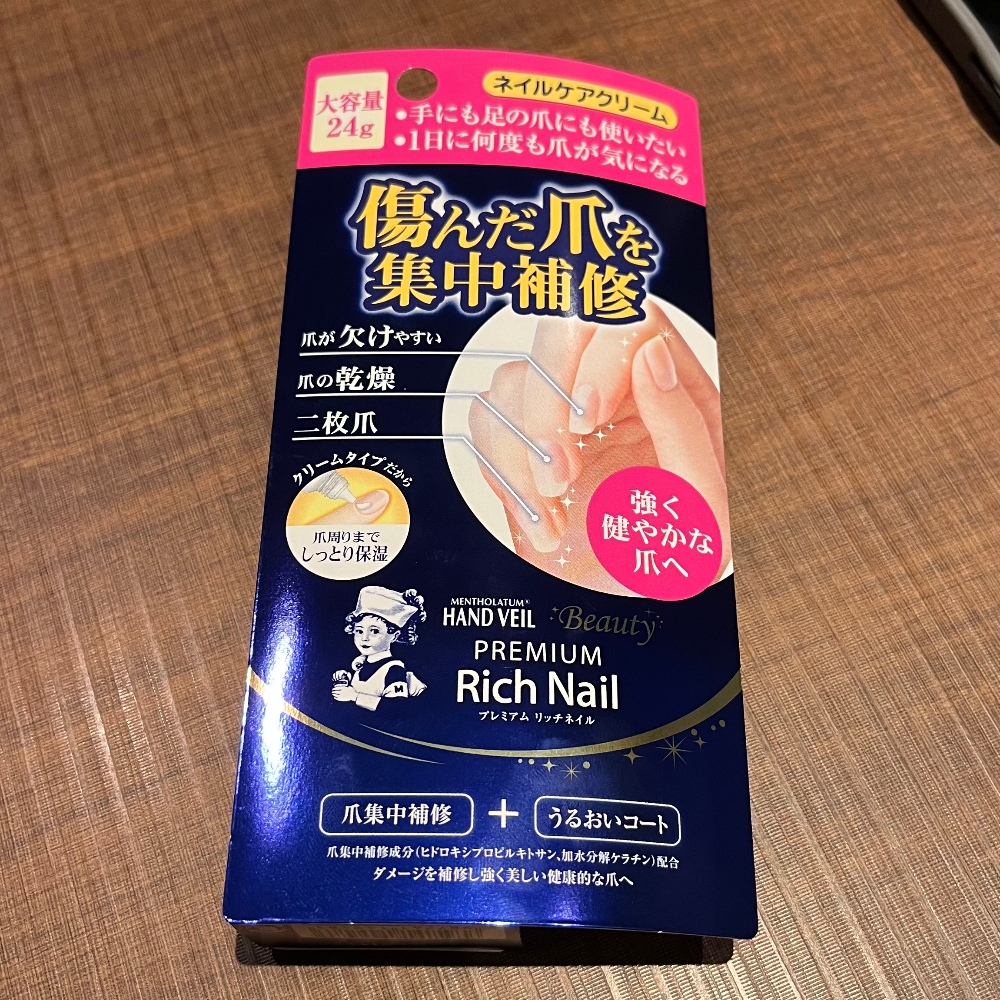 ネイルケアクリーム
大容量
24g
•手にも足の爪にも使いたい
•1日に何度も爪が気になる
傷んだ爪を
集中補修
爪が欠けやすい
爪の乾燥
二枚爪
クリームタイプだから
爪周りまで
しっとり保湿
強く
健やかな
爪へ
MENTHOLATUM®
HAND VEIL Beauty
PREMIUM
Rich Nail
プレミアム リッチネイル
M
爪集中補修 + うるおいコート
爪集中補修成分(ヒドロキシプロピルキトサン、加水分解ケラチン)配合
ダメージを補修し強く美しい健康的な爪へ